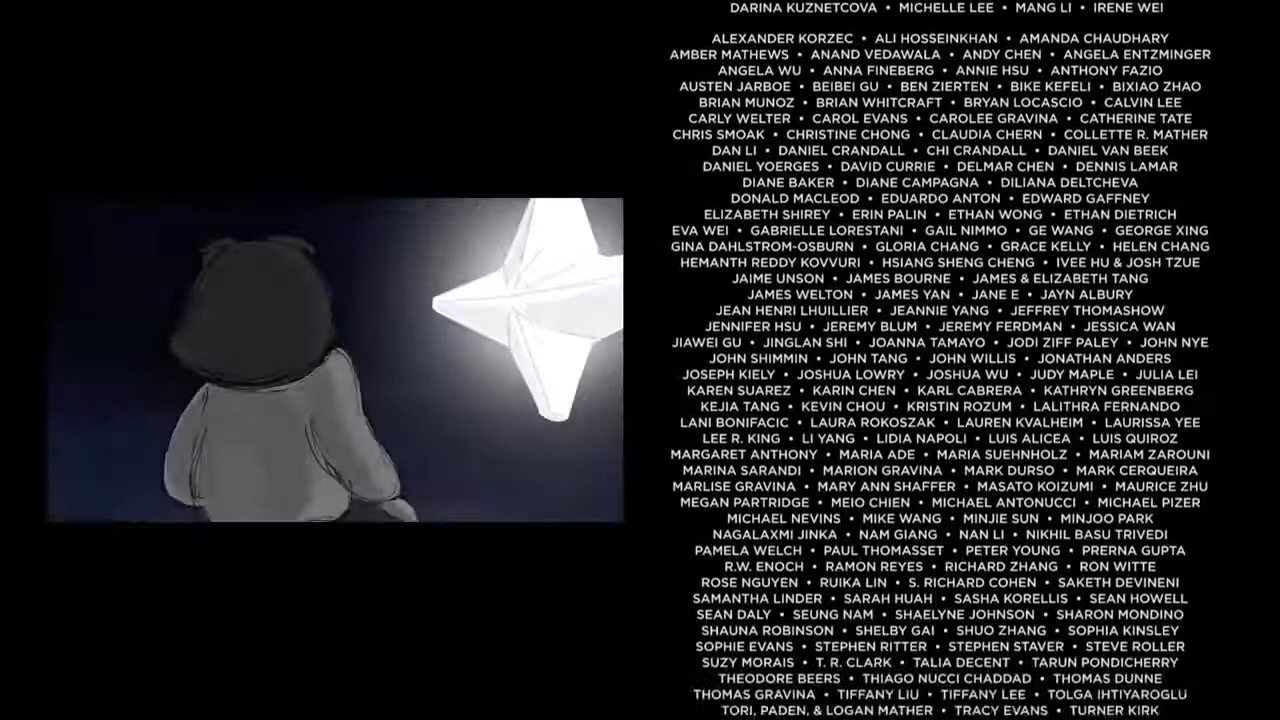 DARINA KUZNETCOVA • MICHELLE LEE • MANG LI • IRENE WEI
ALEXANDER KORZEC • ALI HOSSEINKHAN • AMANDA CHAUDHARY
AMBER MATHEWS • ANAND VEDAWALA • ANDY CHEN • ANGELA ENTZMINGER
ANGELA WU • ANNA FINEBERG • ANNIE HSU • ANTHONY FAZIO
AUSTEN JARBOE • BEIBEI GU • BEN ZIERTEN • BIKE KEFELI • BIXIAO ZHAO
BRIAN MUNOZ • BRIAN WHITCRAFT • BRYAN LOCASCIO • CALVIN LEE
CARLY WELTER • CAROL EVANS • CAROLEE GRAVINA • CATHERINE TATE
CHRIS SMOAK • CHRISTINE CHONG • CLAUDIA CHERN • COLLETTE R. MATHER
DAN LI • DANIEL CRANDALL • CHI CRANDALL • DANIEL VAN BEEK
DANIEL YOERGES • DAVID CURRIE • DELMAR CHEN • DENNIS LAMAR
DIANE BAKER • DIANE CAMPAGNA • DILIANA DELTCHEVA
DONALD MACLEOD • EDUARDO ANTON • EDWARD GAFFNEY
ELIZABETH SHIREY • ERIN PALIN • ETHAN WONG • ETHAN DIETRICH
EVA WEI • GABRIELLE LORESTANI • GAIL NIMMO • GE WANG • GEORGE XING
GINA DAHLSTROM-OSBURN • GLORIA CHANG • GRACE KELLY • HELEN CHANG
HEMANTH REDDY KOVVURI • HSIANG SHENG CHENG • IVEE HU & JOSH TZUE
JAIME UNSON • JAMES BOURNE • JAMES & ELIZABETH TANG
JAMES WELTON • JAMES YAN • JANE E • JAYN ALBURY
JEAN HENRI LHUILLIER • JEANNIE YANG • JEFFREY THOMASHOW
JENNIFER HSU • JEREMY BLUM • JEREMY FERDMAN • JESSICA WAN
JIAWEI GU • JINGLAN SHI • JOANNA TAMAYO • JODI ZIFF PALEY • JOHN NYE
JOHN SHIMMIN • JOHN TANG • JOHN WILLIS • JONATHAN ANDERS
JOSEPH KIELY • JOSHUA LOWRY • JOSHUA WU • JUDY MAPLE • JULIA LEI
KAREN SUAREZ • KARIN CHEN • KARL CABRERA • KATHRYN GREENBERG
KEJIA TANG • KEVIN CHOU • KRISTIN ROZUM • LALITHRA FERNANDO
LANI BONIFACIC • LAURA ROKOSZAK • LAUREN KVALHEIM • LAURISSA YEE
LEE R. KING • LI YANG • LIDIA NAPOLI • LUIS ALICEA • LUIS QUIROZ
MARGARET ANTHONY • MARIA ADE • MARIA SUEHNHOLZ • MARIAM ZAROUNI
MARINA SARANDI • MARION GRAVINA • MARK DURSO • MARK CERQUEIRA
MARLISE GRAVINA • MARY ANN SHAFFER • MASATO KOIZUMI • MAURICE ZHU
MEGAN PARTRIDGE • MEIO CHIEN • MICHAEL ANTONUCCI • MICHAEL PIZER
MICHAEL NEVINS • MIKE WANG • MINJIE SUN • MINJOO PARK
NAGALAXMI JINKA • NAM GIANG • NAN LI • NIKHIL BASU TRIVEDI
PAMELA WELCH • PAUL THOMASSET • PETER YOUNG • PRERNA GUPTA
R.W. ENOCH • RAMON REYES • RICHARD ZHANG • RON WITTE
ROSE NGUYEN • RUIKA LIN • S. RICHARD COHEN • SAKETH DEVINENI
SAMANTHA LINDER • SARAH HUAH • SASHA KORELLIS • SEAN HOWELL
SEAN DALY • SEUNG NAM • SHAELYNE JOHNSON • SHARON MONDINO
SHAUNA ROBINSON • SHELBY GAI • SHUO ZHANG • SOPHIA KINSLEY
SOPHIE EVANS • STEPHEN RITTER • STEPHEN STAVER • STEVE ROLLER
SUZY MORAIS • T. R. CLARK • TALIA DECENT • TARUN PONDICHERRY
THEODORE BEERS • THIAGO NUCCI CHADDAD • THOMAS DUNNE
THOMAS GRAVINA • TIFFANY LIU • TIFFANY LEE • TOLGA IHTIYAROGLU
TORI, PADEN, & LOGAN MATHER • TRACY EVANS • TURNER KIRK